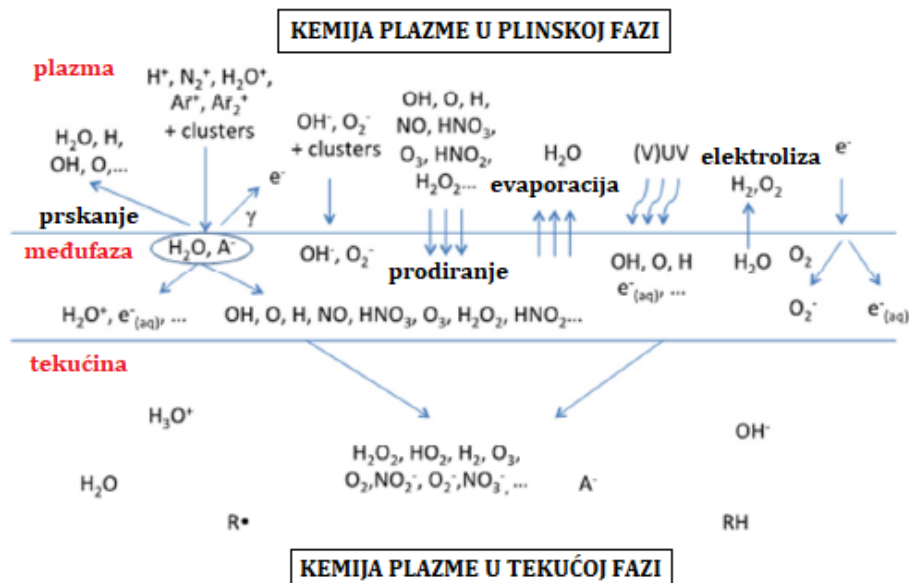 KEMIJA PLAZME U PLINSKOJ FAZI
plazma
H⁺, N₂⁺, H₂O⁺,
Ar⁺, Ar₂⁺
+ clusters
H₂O, H,
OH, O,...
e⁻
γ
prskanje
OH⁻, O₂⁻
+ clusters
OH, O, H,
NO, HNO₃,
O₃, HNO₂,
H₂O₂...
H₂O
evaporacija
(V)UV
elektroliza
H₂,O₂
e⁻
međufaza
H₂O, A⁻
OH⁻, O₂⁻
prodiranje
OH, O, H
e⁻(aq), ...
H₂O
O₂
O₂⁻
e⁻(aq)
H₂O⁺, e⁻(aq), ...
OH, O, H, NO, HNO₃, O₃, H₂O₂, HNO₂...
tekućina
H₃O⁺
OH⁻
H₂O₂, HO₂, H₂, O₃,
O₂,NO₂⁻, O₂⁻,NO₃⁻, ...
H₂O
A⁻
R•
RH
KEMIJA PLAZME U TEKUĆOJ FAZI